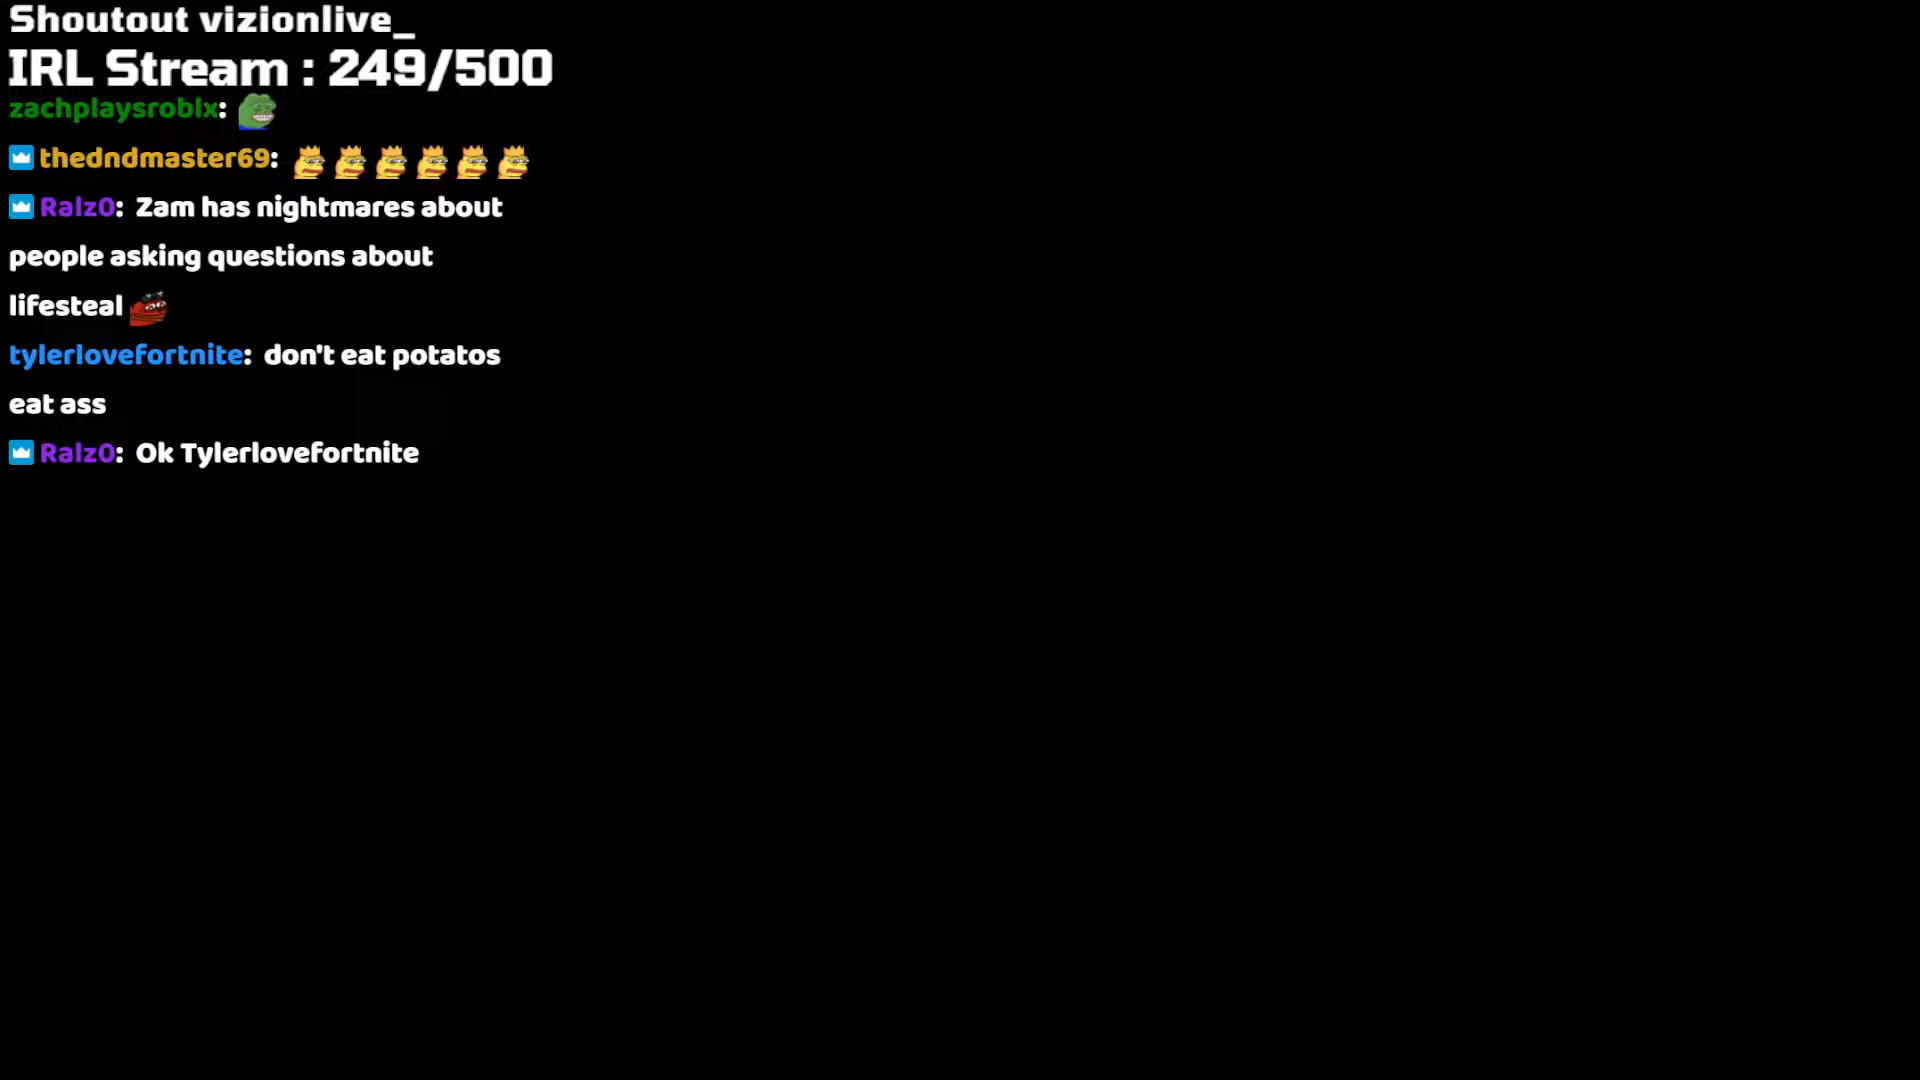 Shoutout vizionlive_
IRL Stream : 249/500
zachplaysroblx:
thedndmaster69:
Ralz0: Zam has nightmares about
people asking questions about
lifesteal
tylerlovefortnite: don't eat potatos
eat ass
Ralz0: Ok Tylerlovefortnite